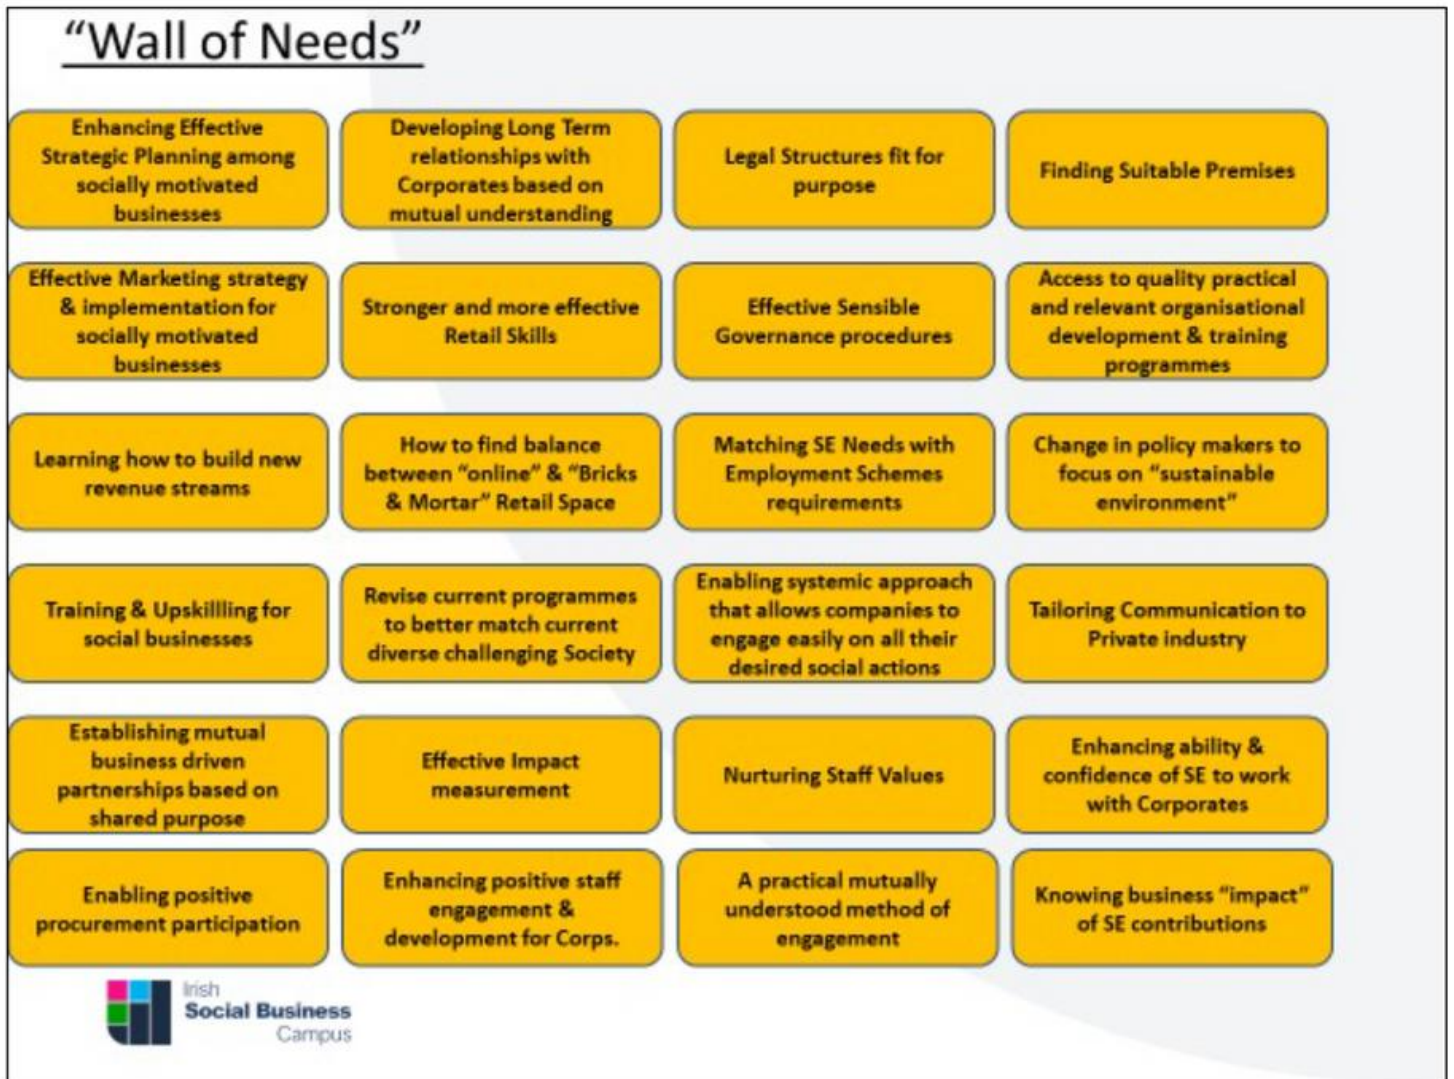 “Wall of Needs”
Enhancing Effective
Strategic Planning among
socially motivated
businesses
Developing Long Term
relationships with
Corporates based on
mutual understanding
Legal Structures fit for
purpose
Finding Suitable Premises
Effective Marketing strategy
& implementation for
socially motivated
businesses
Stronger and more effective
Retail Skills
Effective Sensible
Governance procedures
Access to quality practical
and relevant organisational
development & training
programmes
Learning how to build new
revenue streams
How to find balance
between “online” & “Bricks
& Mortar” Retail Space
Matching SE Needs with
Employment Schemes
requirements
Change in policy makers to
focus on “sustainable
environment”
Training & Upskillling for
social businesses
Revise current programmes
to better match current
diverse challenging Society
Enabling systemic approach
that allows companies to
engage easily on all their
desired social actions
Tailoring Communication to
Private industry
Establishing mutual
business driven
partnerships based on
shared purpose
Effective Impact
measurement
Nurturing Staff Values
Enhancing ability &
confidence of SE to work
with Corporates
Enabling positive
procurement participation
Enhancing positive staff
engagement &
development for Corps.
A practical mutually
understood method of
engagement
Knowing business “impact”
of SE contributions
Irish
Social Business
Campus